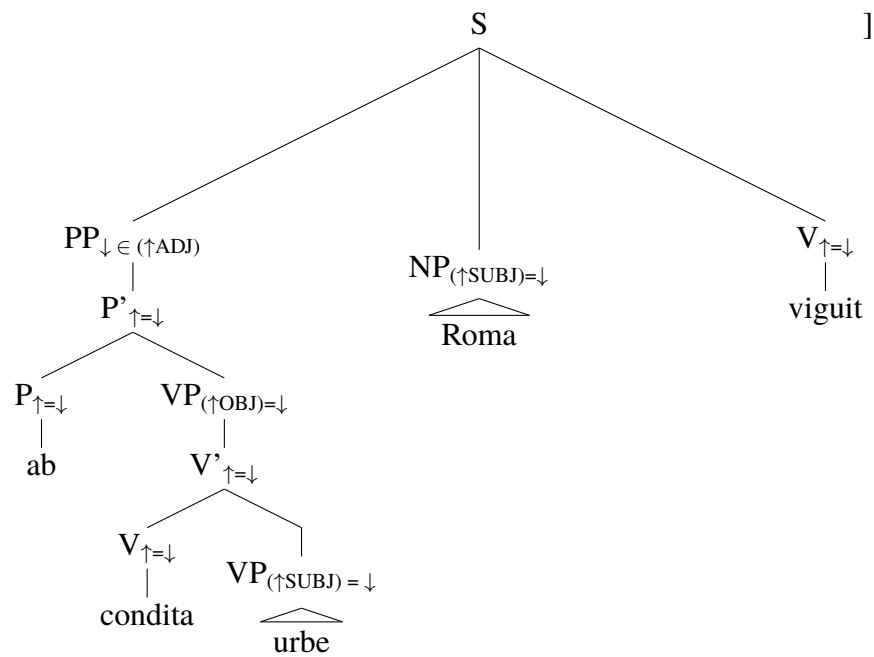 S ]
PP↓ ∈ (↑ADJ) NP(↑SUBJ)=↓ V↑=↓
P’↑=↓ Roma viguit
P↑=↓ VP(↑OBJ)=↓
ab V’↑=↓
V↑=↓ VP(↑SUBJ) = ↓
condita urbe